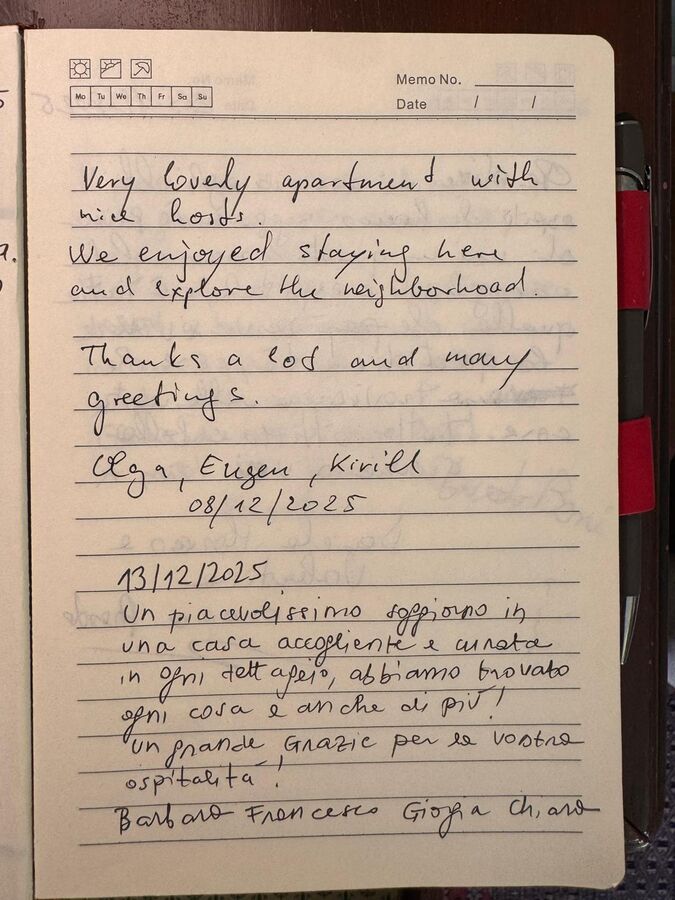 Memo No.
Mo Tu We Th Fr Sa Su
Date / /
Very lovely apartment with
nice hosts.
We enjoyed staying here
and explore the neighborhoad.
Thanks a lot and many
greetings.
Olga, Eugen, Kirill
08/12/2025
13/12/2025
Un piacevolissimo soggiorno in
una casa accogliente e curata
in ogni dettaglio, abbiamo trovato
ogni cosa e anche di più!
Un grande Grazie per la vostra
ospitalità!
Barbara Francesco Giorgia Chiara